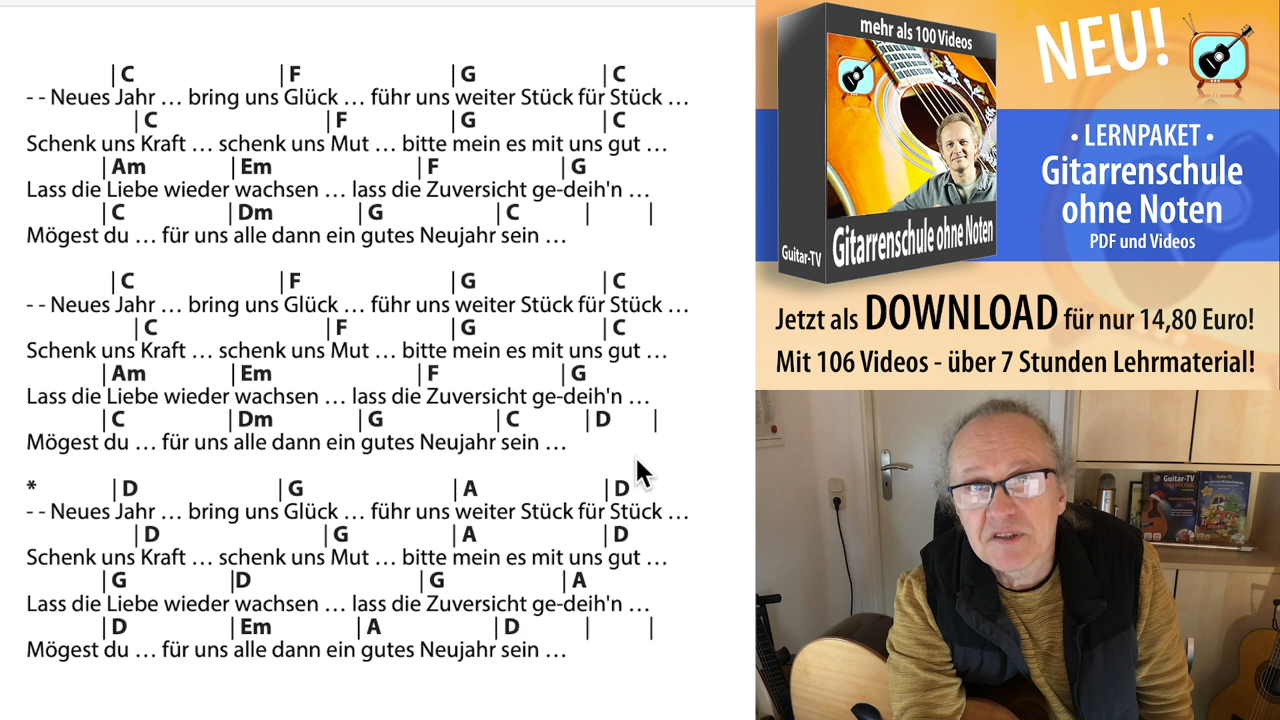 |C |F |G |C
- - Neues Jahr … bring uns Glück … führ uns weiter Stück für Stück …
|C |F |G |C
Schenk uns Kraft … schenk uns Mut … bitte mein es mit uns gut …
|Am |Em |F |G
Lass die Liebe wieder wachsen … lass die Zuversicht ge-deih'n …
|C |Dm |G |C | |
Mögest du … für uns alle dann ein gutes Neujahr sein …
|C |F |G |C
- - Neues Jahr … bring uns Glück … führ uns weiter Stück für Stück …
|C |F |G |C
Schenk uns Kraft … schenk uns Mut … bitte mein es mit uns gut …
|Am |Em |F |G
Lass die Liebe wieder wachsen … lass die Zuversicht ge-deih'n …
|C |Dm |G |C |D |
Mögest du … für uns alle dann ein gutes Neujahr sein …
* |D |G |A |D
- - Neues Jahr … bring uns Glück … führ uns weiter Stück für Stück …
|D |G |A |D
Schenk uns Kraft … schenk uns Mut … bitte mein es mit uns gut …
|G |D |G |A
Lass die Liebe wieder wachsen … lass die Zuversicht ge-deih'n …
|D |Em |A |D | |
Mögest du … für uns alle dann ein gutes Neujahr sein …
mehr als 100 Videos
Guitar-TV
Gitarrenschule ohne Noten
NEU!
• LERNPAKET •
Gitarrenschule
ohne Noten
PDF und Videos
Jetzt als DOWNLOAD für nur 14,80 Euro!
Mit 106 Videos - über 7 Stunden Lehrmaterial!
Guitar-TV